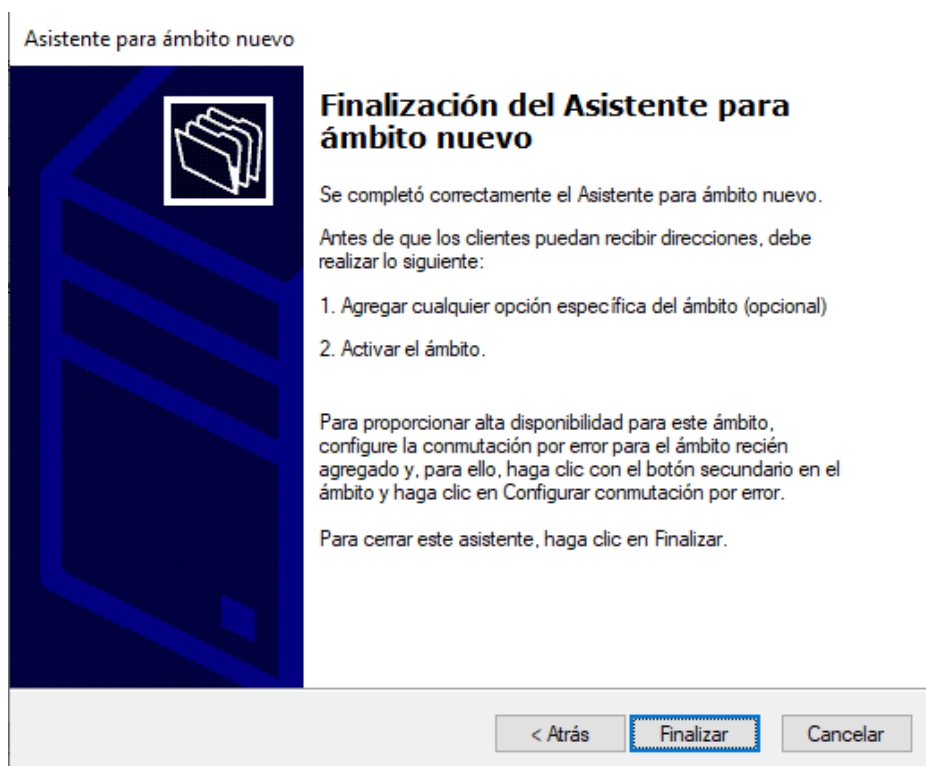 Asistente para ámbito nuevo
Finalización del Asistente para
ámbito nuevo
Se completó correctamente el Asistente para ámbito nuevo.
Antes de que los clientes puedan recibir direcciones, debe
realizar lo siguiente:
1. Agregar cualquier opción específica del ámbito (opcional)
2. Activar el ámbito.
Para proporcionar alta disponibilidad para este ámbito,
configure la conmutación por error para el ámbito recién
agregado y, para ello, haga clic con el botón secundario en el
ámbito y haga clic en Configurar conmutación por error.
Para cerrar este asistente, haga clic en Finalizar.
< Atrás Finalizar Cancelar